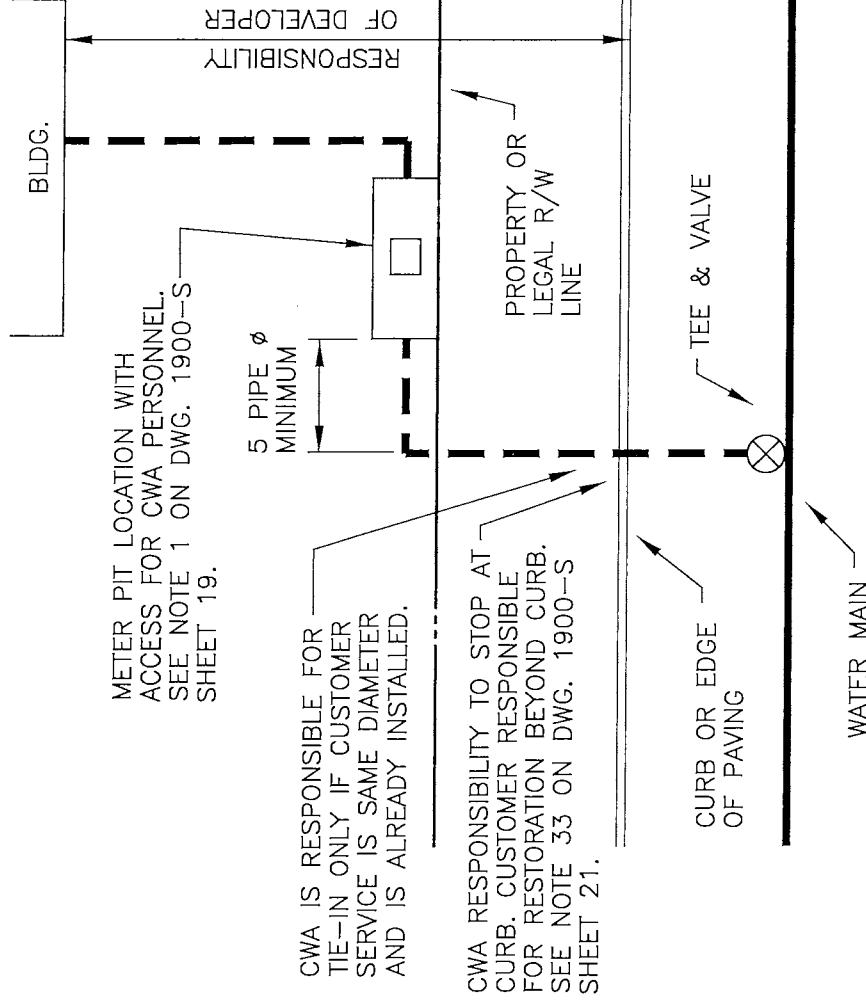 BLDG.
RESPONSIBILITY
OF DEVELOPER
METER PIT LOCATION WITH
ACCESS FOR CWA PERSONNEL.
SEE NOTE 1 ON DWG. 1900-S
SHEET 19.
5 PIPE ø
MINIMUM
CWA IS RESPONSIBLE FOR
TIE-IN ONLY IF CUSTOMER
SERVICE IS SAME DIAMETER
AND IS ALREADY INSTALLED.
PROPERTY OR
LEGAL R/W
LINE
CWA RESPONSIBILITY TO STOP AT
CURB. CUSTOMER RESPONSIBLE
FOR RESTORATION BEYOND CURB.
SEE NOTE 33 ON DWG. 1900-S
SHEET 21.
TEE & VALVE
CURB OR EDGE
OF PAVING
WATER MAIN